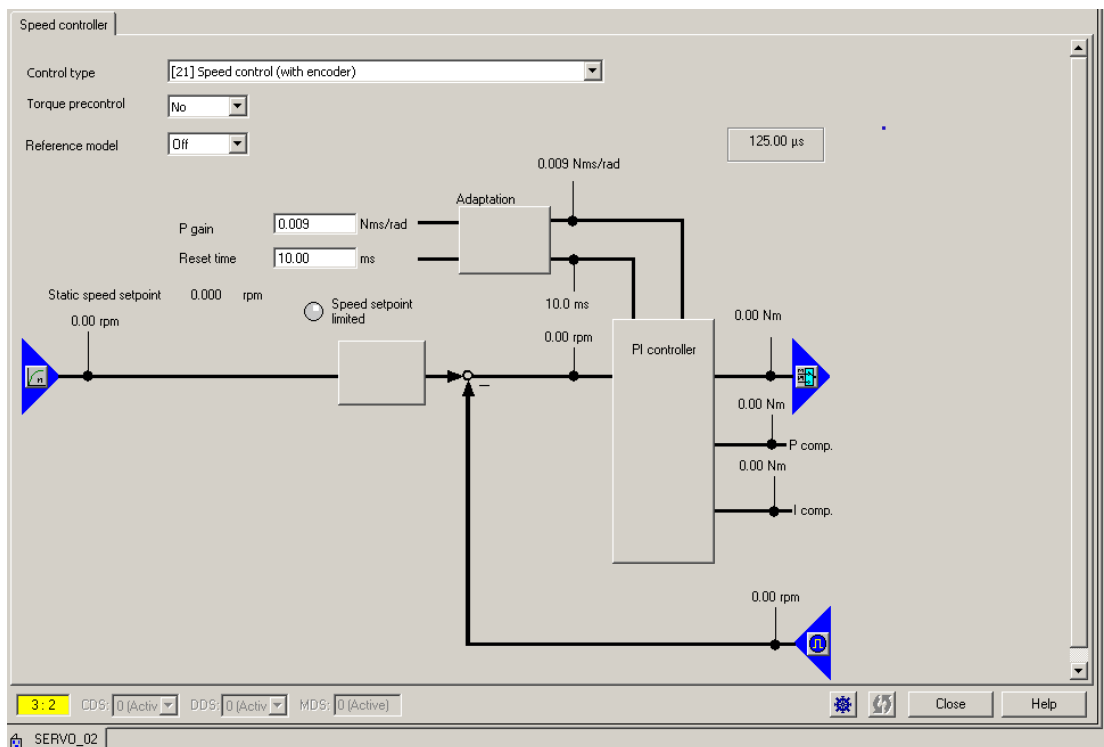 Speed controller
Control type
[21] Speed control (with encoder)
Torque precontrol
No
Reference model
Off
125.00 µs
0.009 Nms/rad
Adaptation
P gain
0.009
Nms/rad
Reset time
10.00
ms
Static speed setpoint
0.000
rpm
Speed setpoint
limited
10.0 ms
0.00 rpm
0.00 rpm
0.00 Nm
PI controller
_
n
0.00 Nm
P comp.
0.00 Nm
I comp.
0.00 rpm
3 : 2
CDS:
0 (Activ
DDS:
0 (Activ
MDS:
0 (Active)
Close
Help
SERVO_02